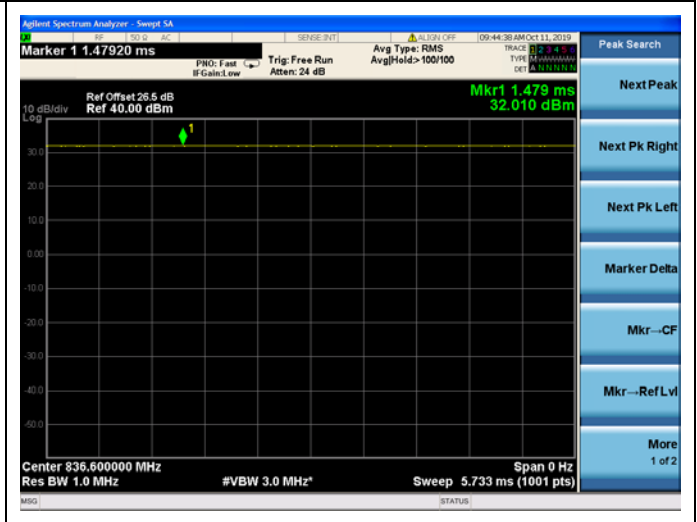 Agilent Spectrum Analyzer - Swept SA
RF 50 Ω AC SENSE:INT ALIGN OFF 09:44:38 AM Oct 11, 2019
Marker 1 1.47920 ms
PNO: Fast
IFGain:Low
Trig: Free Run
Atten: 24 dB
Avg Type: RMS
Avg|Hold:>100/100
TRACE 1 2 3 4 5 6
TYPE M
DET A N N N N N
Peak Search
Ref Offset 26.5 dB
Ref 40.00 dBm
10 dB/div
Log
Mkr1 1.479 ms
32.010 dBm
1
30.0
20.0
10.0
0.00
-10.0
-20.0
-30.0
-40.0
-50.0
Center 836.600000 MHz
Res BW 1.0 MHz
#VBW 3.0 MHz*
Span 0 Hz
Sweep 5.733 ms (1001 pts)
MSG
STATUS
Next Peak
Next Pk Right
Next Pk Left
Marker Delta
Mkr→CF
Mkr→Ref Lvl
More
1 of 2